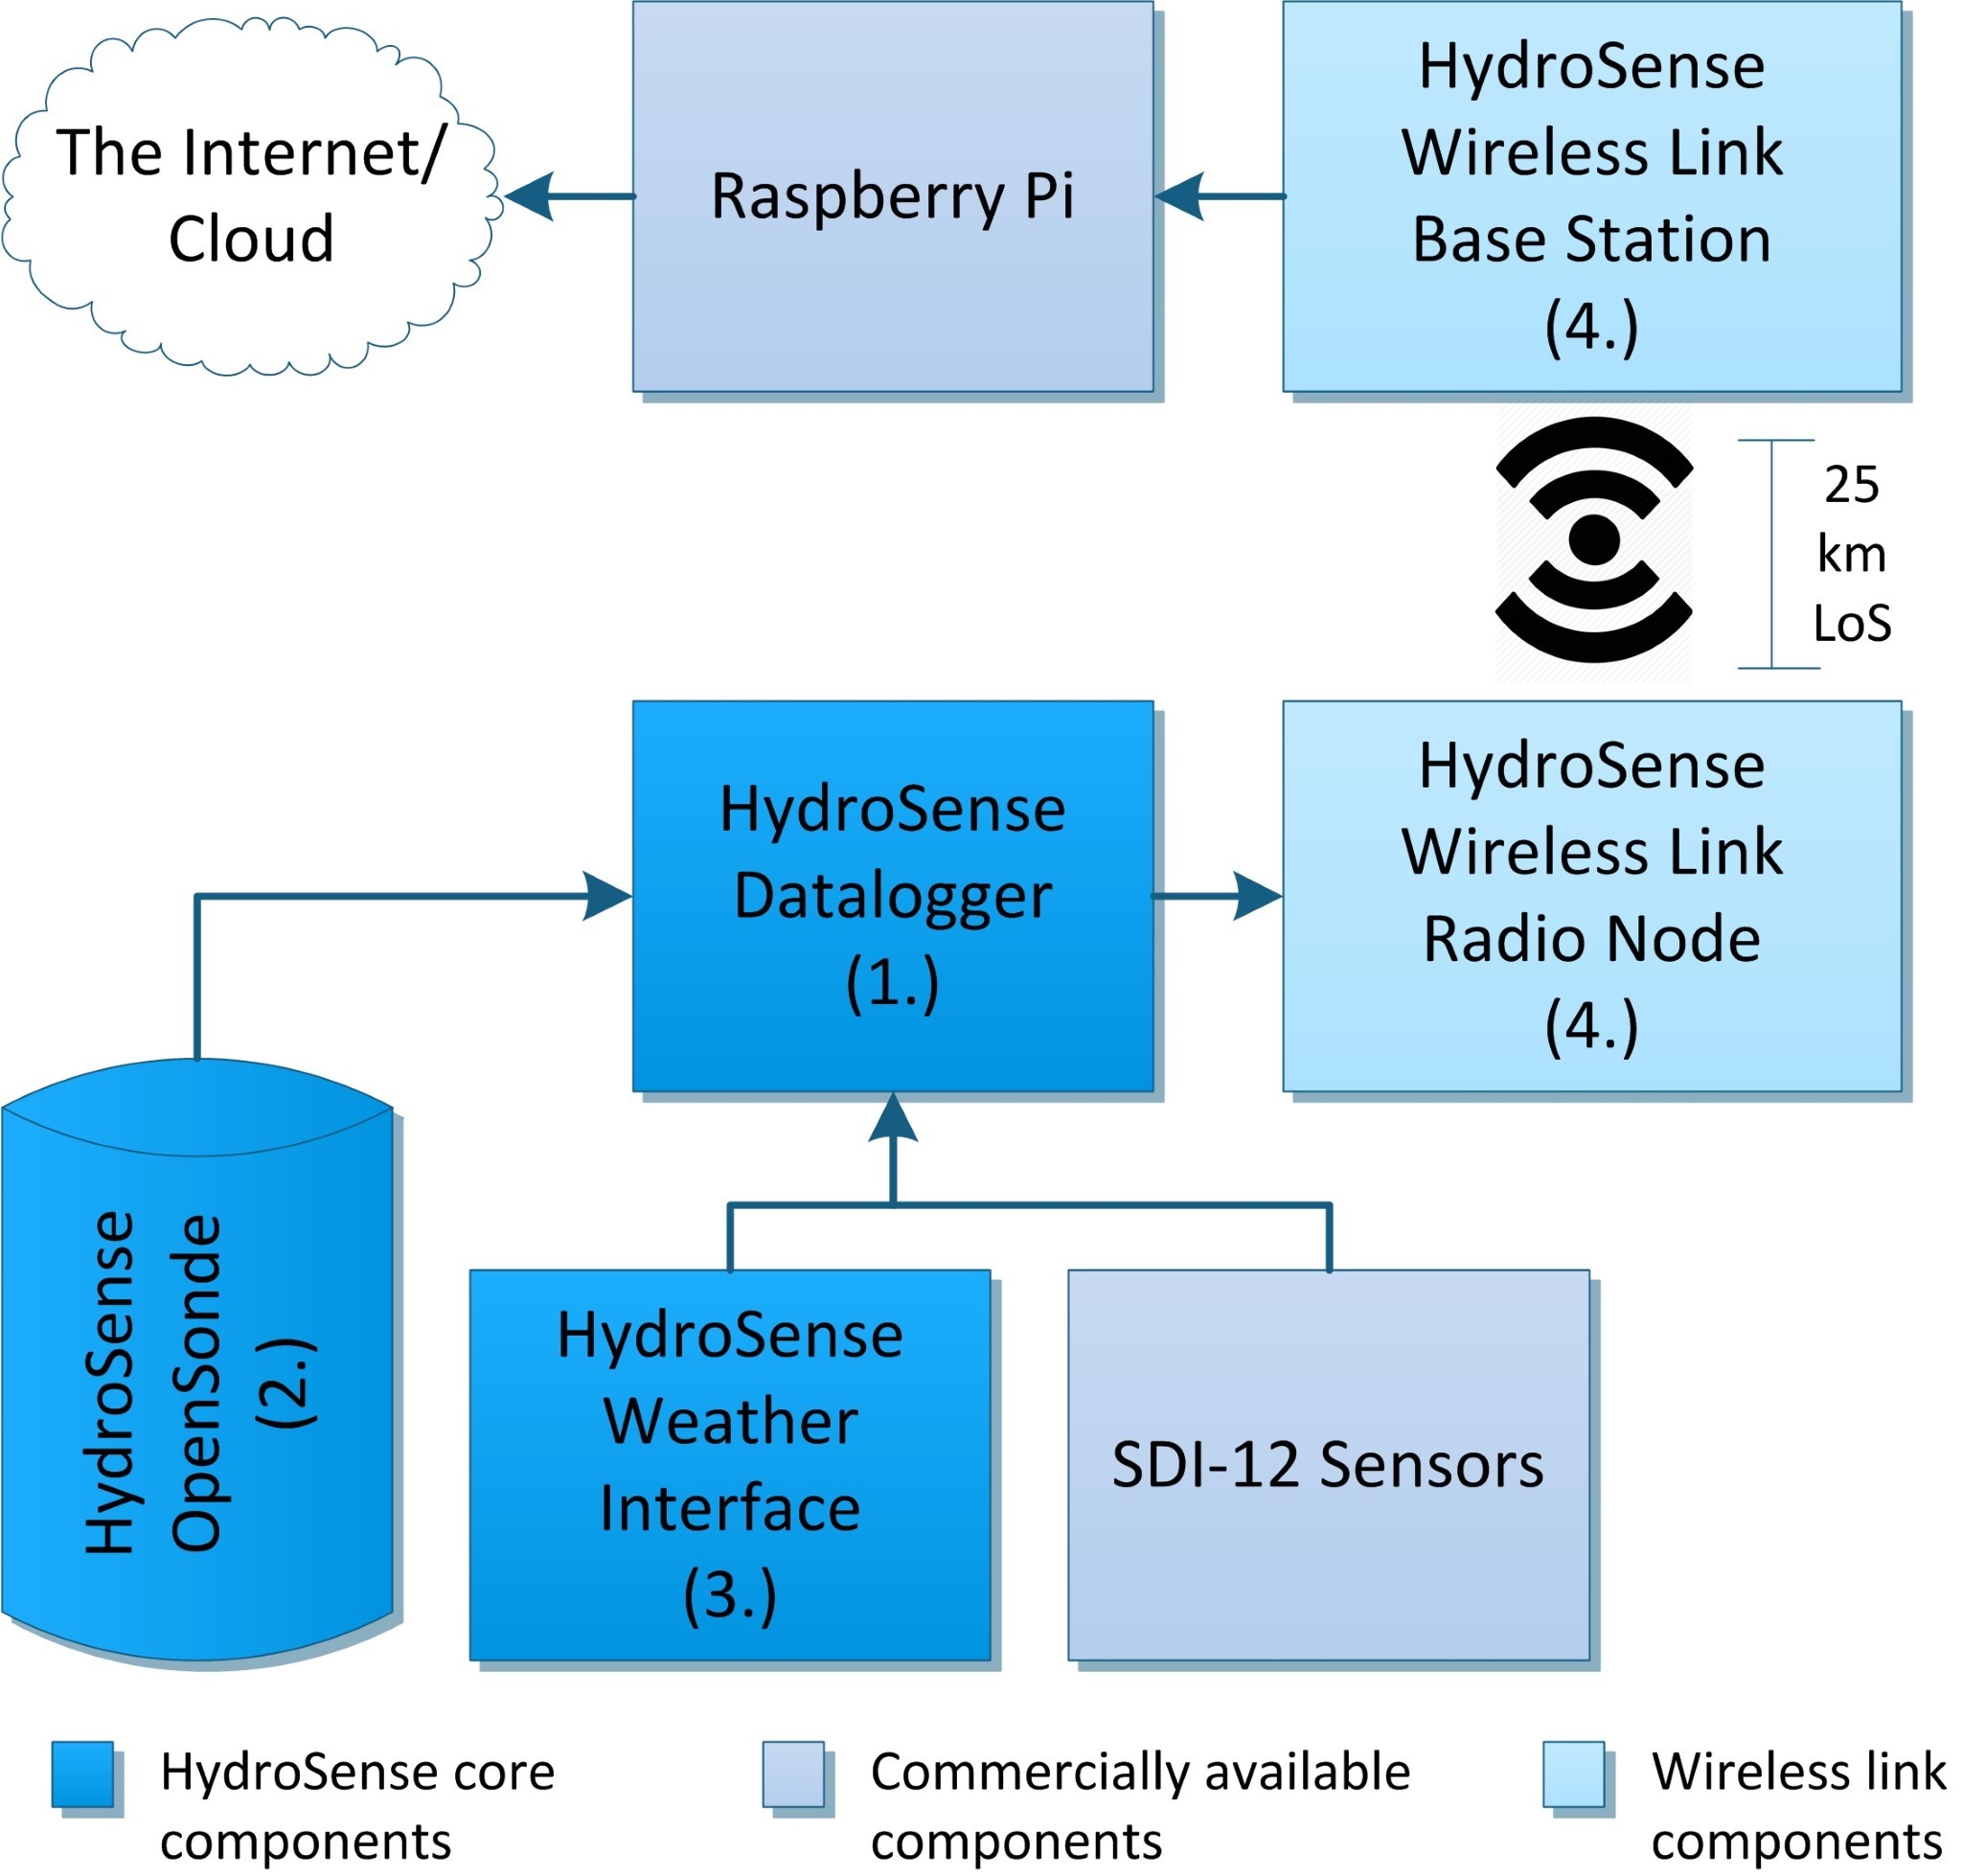 The Internet/
Cloud
Raspberry Pi
HydroSense
Wireless Link
Base Station
(4.)
25
km
LoS
HydroSense
Datalogger
(1.)
HydroSense
Wireless Link
Radio Node
(4.)
HydroSense
OpenSonde
(2.)
HydroSense
Weather
Interface
(3.)
SDI-12 Sensors
HydroSense core
components
Commercially available
components
Wireless link
components